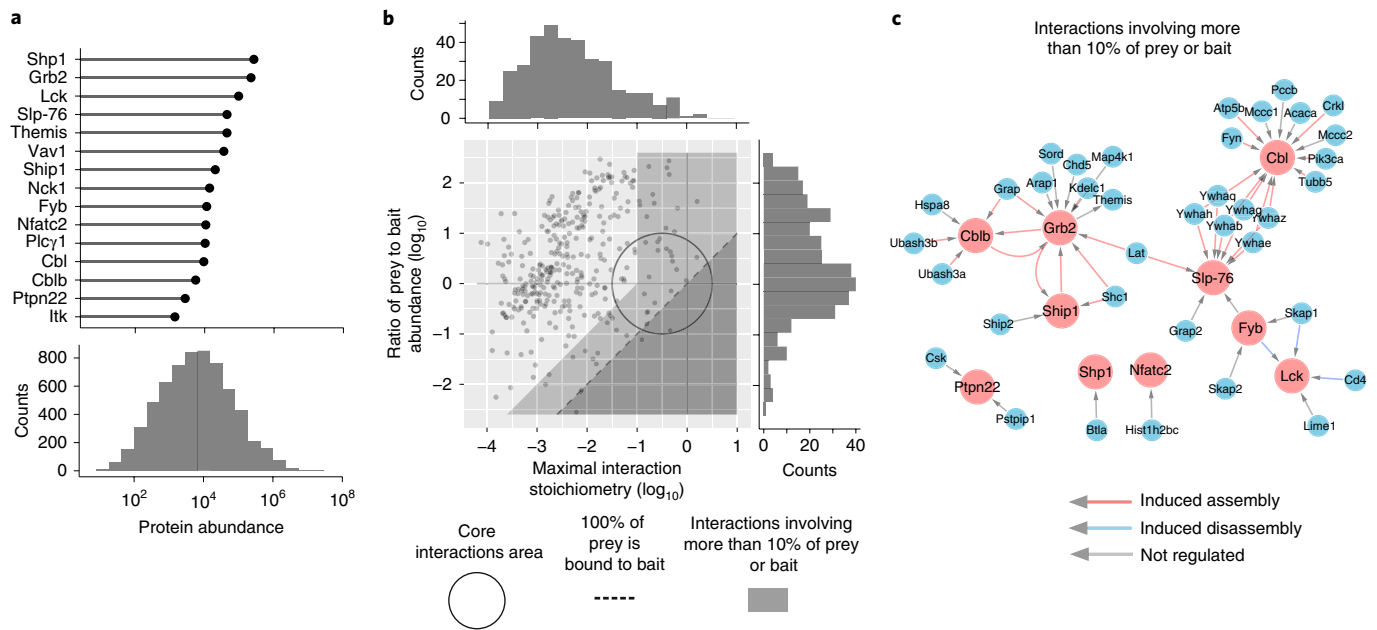 a
Shp1
Grb2
Lck
Slp-76
Themis
Vav1
Ship1
Nck1
Fyb
Nfatc2
Plcγ1
Cbl
Cblb
Ptpn22
Itk
Counts
800
600
400
200
0
10^2 10^4 10^6 10^8
Protein abundance
b
Counts
40
20
0
Ratio of prey to bait
abundance (log10)
2
1
0
−1
−2
−4 −3 −2 −1 0 1
Maximal interaction
stoichiometry (log10)
0 10 20 40
Counts
Core
interactions area
100% of
prey is
bound to bait
Interactions involving
more than 10% of prey
or bait
c
Interactions involving more
than 10% of prey or bait
Pccb
Atp5b
Mccc1
Acaca
Crkl
Fyn
Mccc2
Cbl
Pik3ca
Tubb5
Sord
Chd5
Map4k1
Grap
Arap1
Kdelc1
Themis
Hspa8
Cblb
Grb2
Ubash3b
Ubash3a
Ywhaq
Ywhah
Ywhag
Ywhaz
Ywhab
Ywhae
Lat
Slp-76
Shc1
Ship1
Ship2
Grap2
Fyb
Skap1
Csk
Ptpn22
Shp1
Nfatc2
Lck
Cd4
Skap2
Pstpip1
Btla
Hist1h2bc
Lime1
Induced assembly
Induced disassembly
Not regulated